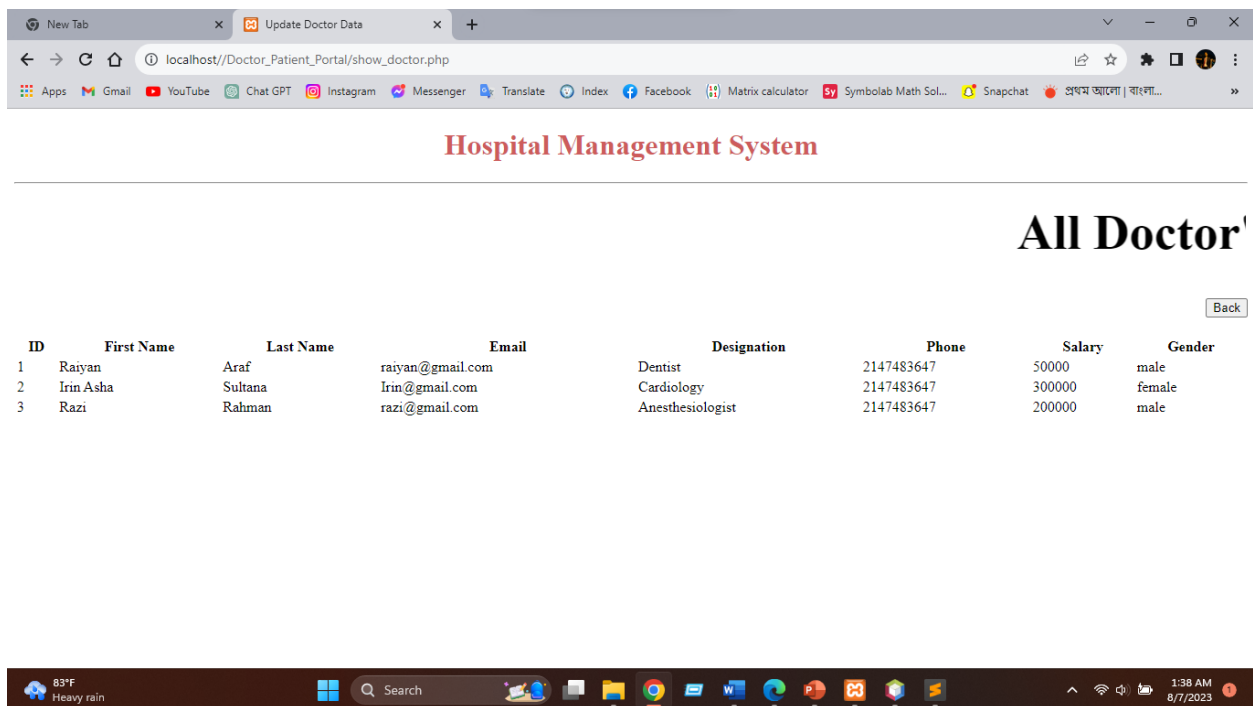 New Tab
Update Doctor Data
localhost//Doctor_Patient_Portal/show_doctor.php
Apps Gmail YouTube Chat GPT Instagram Messenger Translate Index Facebook Matrix calculator Sy Symbolab Math Sol... Snapchat প্রথম আলো | বাংলা... »
Hospital Management System
All Doctor'
Back
ID First Name Last Name Email Designation Phone Salary Gender
1 Raiyan Araf raiyan@gmail.com Dentist 2147483647 50000 male
2 Irin Asha Sultana Irin@gmail.com Cardiology 2147483647 300000 female
3 Razi Rahman razi@gmail.com Anesthesiologist 2147483647 200000 male
83°F
Heavy rain
Search
1:38 AM
8/7/2023
1